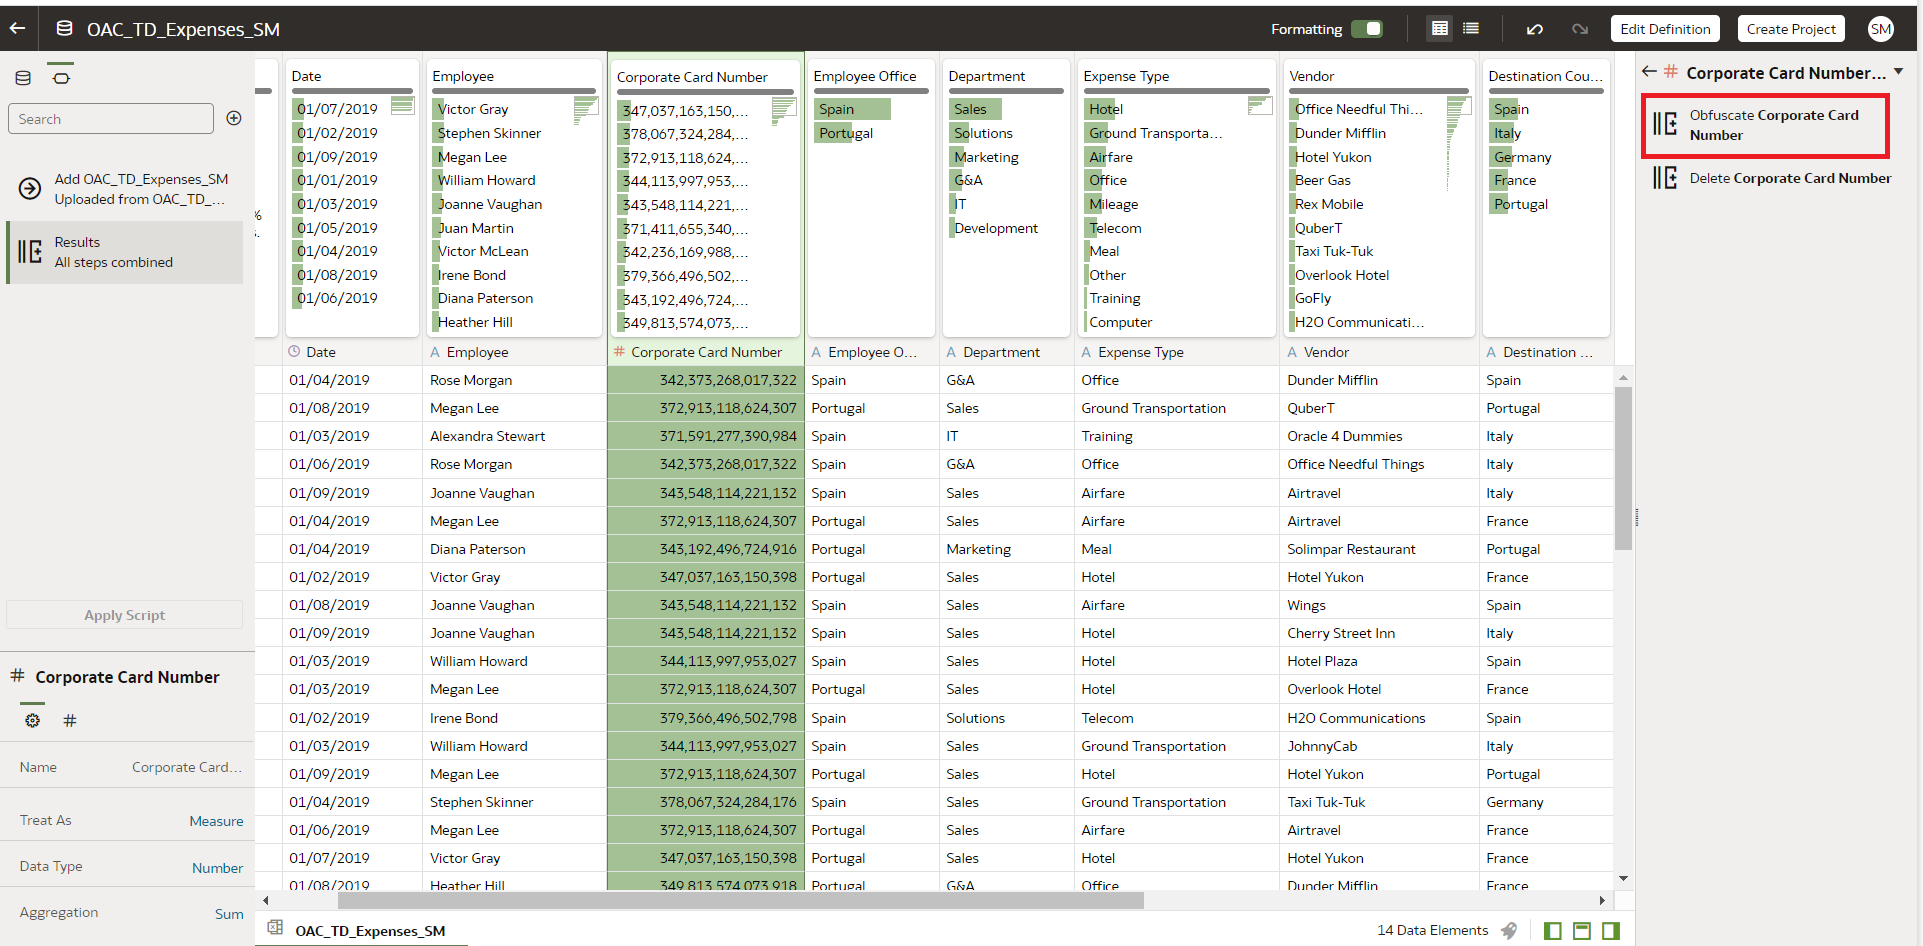 OAC_TD_Expenses_SM
Formatting
Edit Definition
Create Project
SM
Search
Add OAC_TD_Expenses_SM
Uploaded from OAC_TD_...
Results
All steps combined
Apply Script
Corporate Card Number
Name Corporate Card...
Treat As Measure
Data Type Number
Aggregation Sum
%
s.
Date
01/07/2019
01/02/2019
01/09/2019
01/01/2019
01/03/2019
01/05/2019
01/04/2019
01/08/2019
01/06/2019
Employee
Victor Gray
Stephen Skinner
Megan Lee
William Howard
Joanne Vaughan
Juan Martin
Victor McLean
Irene Bond
Diana Paterson
Heather Hill
Corporate Card Number
347,037,163,150,...
378,067,324,284,...
372,913,118,624,...
344,113,997,953,...
343,548,114,221,...
371,411,655,340,...
342,236,169,988,...
379,366,496,502,...
343,192,496,724,...
349,813,574,073,...
Employee Office
Spain
Portugal
Department
Sales
Solutions
Marketing
G&A
IT
Development
Expense Type
Hotel
Ground Transporta...
Airfare
Office
Mileage
Telecom
Meal
Other
Training
Computer
Vendor
Office Needful Thi...
Dunder Mifflin
Hotel Yukon
Beer Gas
Rex Mobile
QuberT
Taxi Tuk-Tuk
Overlook Hotel
GoFly
H2O Communicati...
Destination Cou...
Spain
Italy
Germany
France
Portugal
Date A Employee # Corporate Card Number A Employee O... A Department A Expense Type A Vendor A Destination ...
01/04/2019 Rose Morgan 342,373,268,017,322 Spain G&A Office Dunder Mifflin Spain
01/08/2019 Megan Lee 372,913,118,624,307 Portugal Sales Ground Transportation QuberT Portugal
01/03/2019 Alexandra Stewart 371,591,277,390,984 Spain IT Training Oracle 4 Dummies Italy
01/06/2019 Rose Morgan 342,373,268,017,322 Spain G&A Office Office Needful Things Italy
01/09/2019 Joanne Vaughan 343,548,114,221,132 Spain Sales Airfare Airtravel Italy
01/04/2019 Megan Lee 372,913,118,624,307 Portugal Sales Airfare Airtravel France
01/04/2019 Diana Paterson 343,192,496,724,916 Portugal Marketing Meal Solimpar Restaurant Portugal
01/02/2019 Victor Gray 347,037,163,150,398 Portugal Sales Hotel Hotel Yukon France
01/08/2019 Joanne Vaughan 343,548,114,221,132 Spain Sales Airfare Wings Spain
01/09/2019 Joanne Vaughan 343,548,114,221,132 Spain Sales Hotel Cherry Street Inn Italy
01/03/2019 William Howard 344,113,997,953,027 Spain Sales Hotel Hotel Plaza Spain
01/03/2019 Megan Lee 372,913,118,624,307 Portugal Sales Hotel Overlook Hotel France
01/02/2019 Irene Bond 379,366,496,502,798 Spain Solutions Telecom H2O Communications Spain
01/03/2019 William Howard 344,113,997,953,027 Spain Sales Ground Transportation JohnnyCab Italy
01/09/2019 Megan Lee 372,913,118,624,307 Portugal Sales Hotel Hotel Yukon Portugal
01/04/2019 Stephen Skinner 378,067,324,284,176 Spain Sales Ground Transportation Taxi Tuk-Tuk Germany
01/06/2019 Megan Lee 372,913,118,624,307 Portugal Sales Airfare Airtravel France
01/07/2019 Victor Gray 347,037,163,150,398 Portugal Sales Hotel Hotel Yukon France
01/08/2019 Heather Hill 349,813,574,073,918 Portugal G&A Office Dunder Mifflin France
OAC_TD_Expenses_SM
14 Data Elements
# Corporate Card Number...
Obfuscate Corporate Card
Number
Delete Corporate Card Number